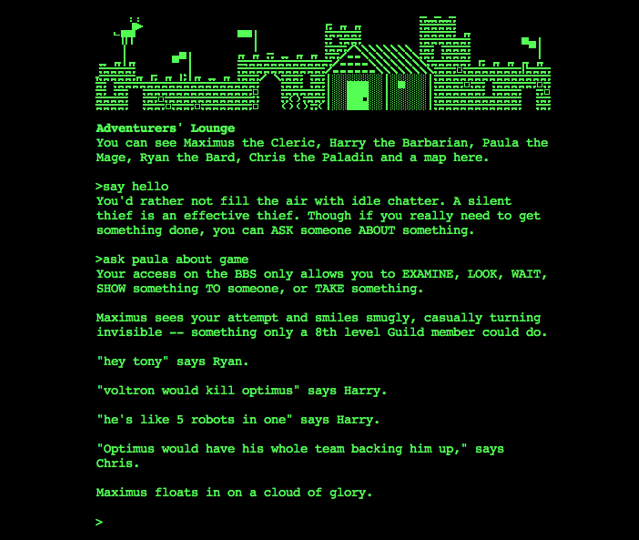 Adventurers' Lounge
You can see Maximus the Cleric, Harry the Barbarian, Paula the
Mage, Ryan the Bard, Chris the Paladin and a map here.
>say hello
You'd rather not fill the air with idle chatter. A silent
thief is an effective thief. Though if you really need to get
something done, you can ASK someone ABOUT something.
>ask paula about game
Your access on the BBS only allows you to EXAMINE, LOOK, WAIT,
SHOW something TO someone, or TAKE something.
Maximus sees your attempt and smiles smugly, casually turning
invisible -- something only a 8th level Guild member could do.
"hey tony" says Ryan.
"voltron would kill optimus" says Harry.
"he's like 5 robots in one" says Harry.
"Optimus would have his whole team backing him up," says
Chris.
Maximus floats in on a cloud of glory.
>